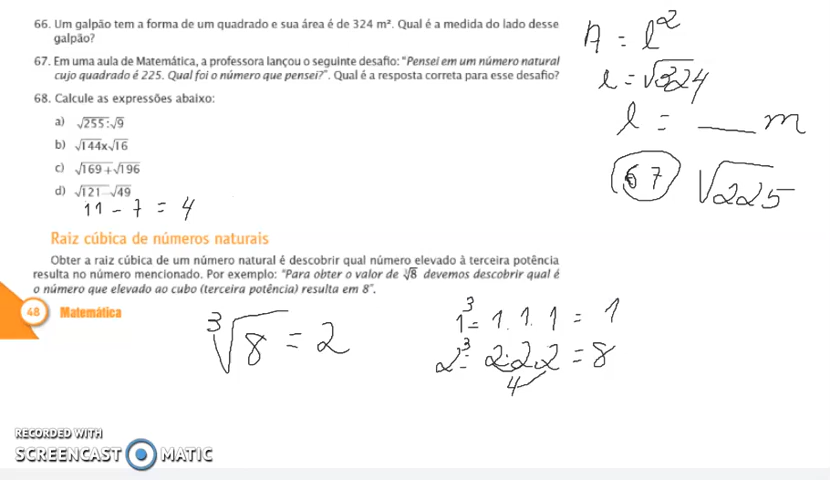 66. Um galpão tem a forma de um quadrado e sua área é de 324 m². Qual é a medida do lado desse
galpão?
67. Em uma aula de Matemática, a professora lançou o seguinte desafio: “Pensei em um número natural
cujo quadrado é 225. Qual foi o número que pensei?”. Qual é a resposta correta para esse desafio?
68. Calcule as expressões abaixo:
a) √255:√9
b) √144x√16
c) √169+√196
d) √121 √49
11 - 7 = 4
A = l²
l = √324
l = ___ m
67 √225
Raiz cúbica de números naturais
Obter a raiz cúbica de um número natural é descobrir qual número elevado à terceira potência
resulta no número mencionado. Por exemplo: “Para obter o valor de ∛8 devemos descobrir qual é
o número que elevado ao cubo (terceira potência) resulta em 8”.
48 Matemática
∛8 = 2
1³ = 1.1.1 = 1
2³ = 2.2.2 = 8
4
RECORDED WITH
SCREENCAST MATIC